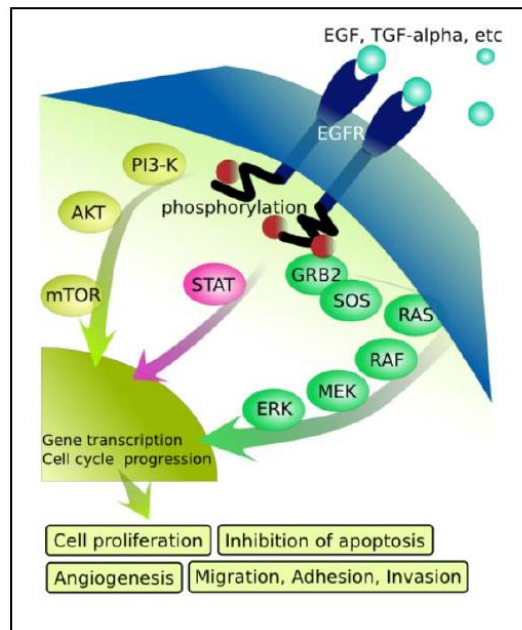 EGF, TGF-alpha, etc
EGFR
PI3-K
phosphorylation
AKT
GRB2
STAT
SOS
mTOR
RAS
RAF
MEK
ERK
Gene transcription
Cell cycle progression
Cell proliferation
Inhibition of apoptosis
Angiogenesis
Migration, Adhesion, Invasion